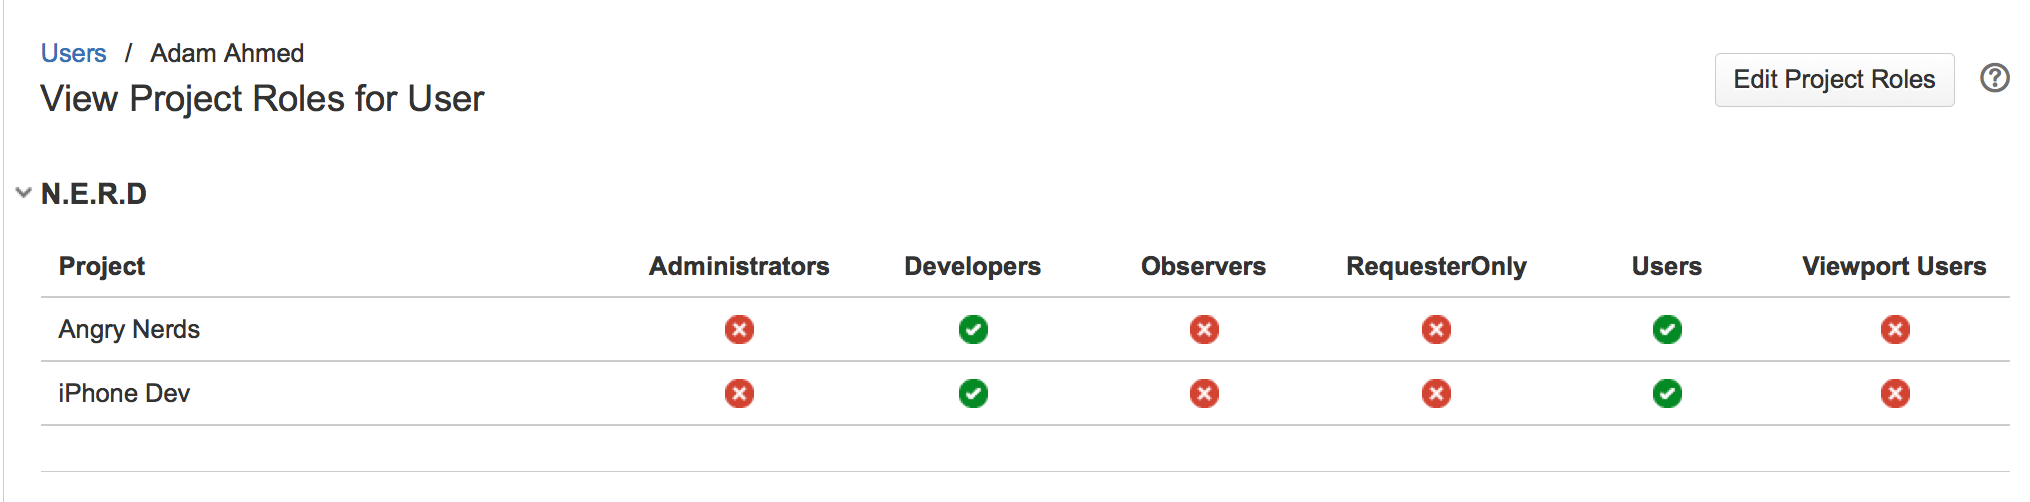 Users / Adam Ahmed
View Project Roles for User
Edit Project Roles
N.E.R.D
Project Administrators Developers Observers RequesterOnly Users Viewport Users
Angry Nerds
iPhone Dev